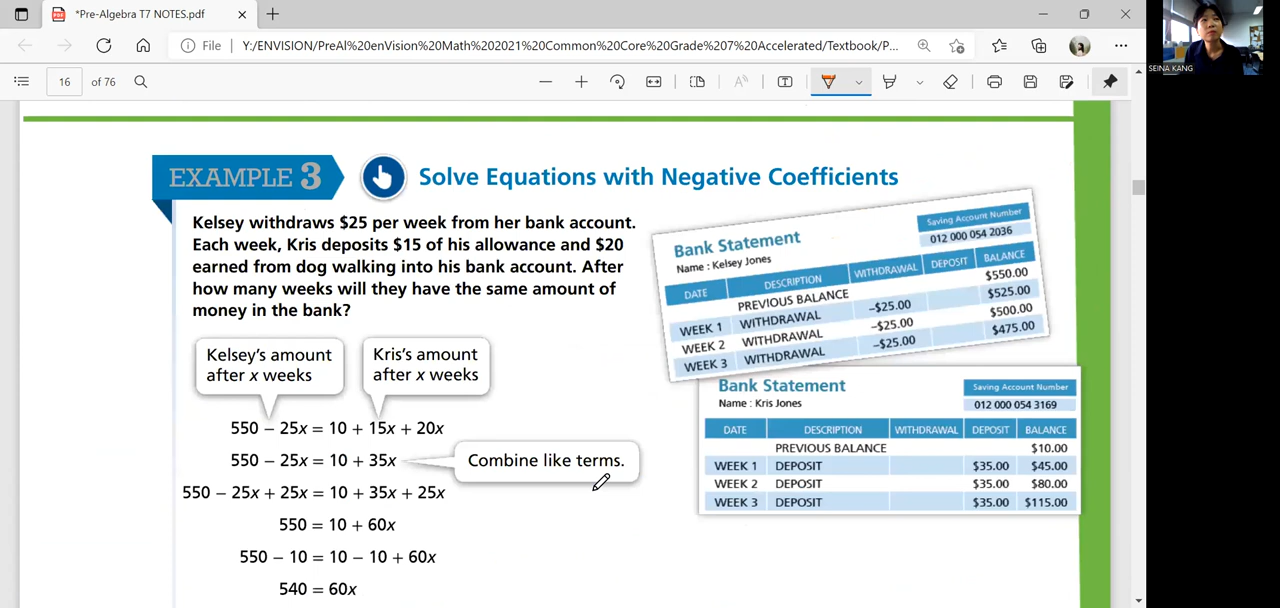 *Pre-Algebra T7 NOTES.pdf
File Y:/ENVISION/PreAl%20enVision%20Math%202021%20Common%20Core%20Grade%207%20Accelerated/Textbook/P...
16 of 76
SEINA KANG
EXAMPLE 3 Solve Equations with Negative Coefficients
Kelsey withdraws $25 per week from her bank account.
Each week, Kris deposits $15 of his allowance and $20
earned from dog walking into his bank account. After
how many weeks will they have the same amount of
money in the bank?
Kelsey's amount
after x weeks
Kris's amount
after x weeks
550 − 25x = 10 + 15x + 20x
550 − 25x = 10 + 35x
Combine like terms.
550 − 25x + 25x = 10 + 35x + 25x
550 = 10 + 60x
550 − 10 = 10 − 10 + 60x
540 = 60x
Bank Statement
Name : Kelsey Jones
Saving Account Number
012 000 054 2036
DATE DESCRIPTION WITHDRAWAL DEPOSIT BALANCE
PREVIOUS BALANCE $550.00
WEEK 1 WITHDRAWAL −$25.00 $525.00
WEEK 2 WITHDRAWAL −$25.00 $500.00
WEEK 3 WITHDRAWAL −$25.00 $475.00
Bank Statement
Name : Kris Jones
Saving Account Number
012 000 054 3169
DATE DESCRIPTION WITHDRAWAL DEPOSIT BALANCE
PREVIOUS BALANCE $10.00
WEEK 1 DEPOSIT $35.00 $45.00
WEEK 2 DEPOSIT $35.00 $80.00
WEEK 3 DEPOSIT $35.00 $115.00